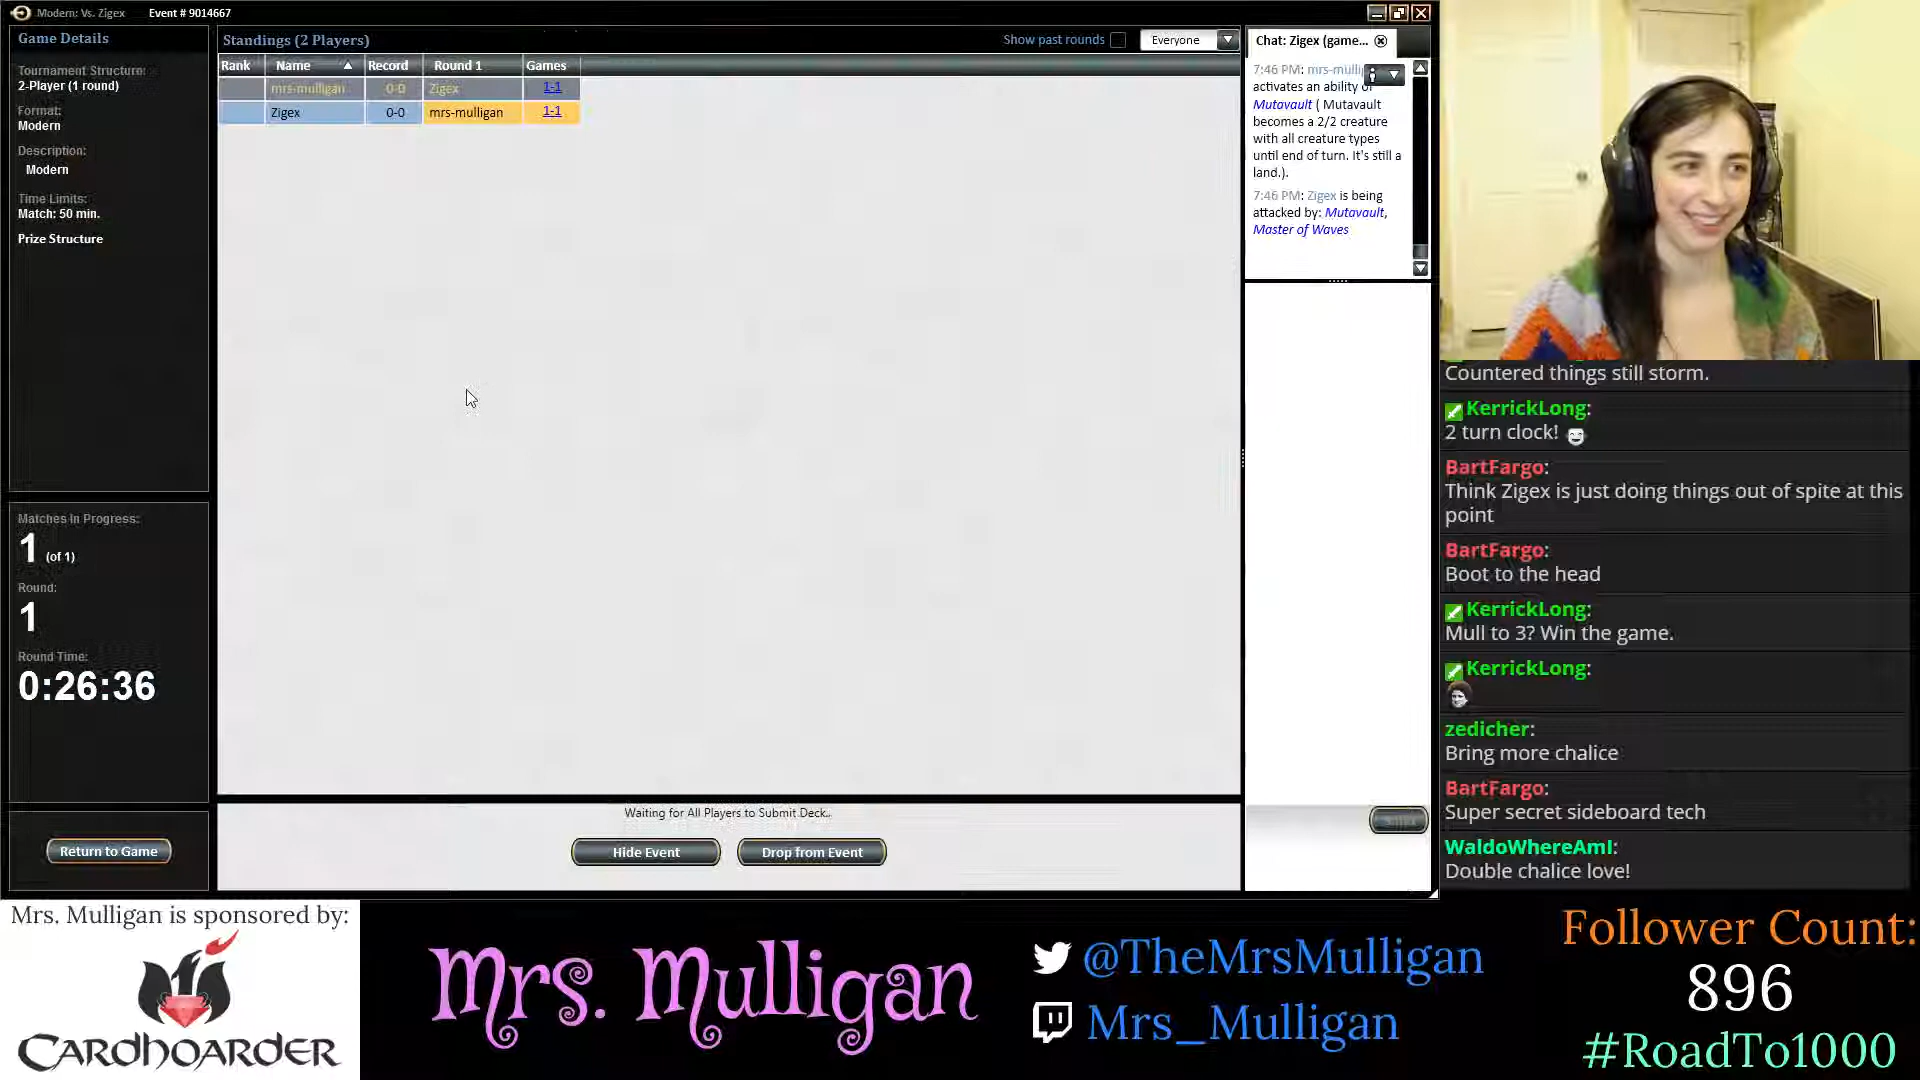 Modern: Vs. Zigex Event # 9014667
Game Details
Tournament Structure:
2-Player (1 round)
Format:
Modern
Description:
Modern
Time Limits:
Match: 50 min.
Prize Structure
Matches In Progress:
1 (of 1)
Round:
1
Round Time:
0:26:36
Return to Game
Standings (2 Players)
Show past rounds
Everyone
Rank Name Record Round 1 Games
mrs-mulligan 0-0 Zigex 1-1
Zigex 0-0 mrs-mulligan 1-1
Waiting for All Players to Submit Deck..
Hide Event
Drop from Event
Chat: Zigex (game...
7:46 PM: mrs-mullig
activates an ability of
Mutavault ( Mutavault
becomes a 2/2 creature
with all creature types
until end of turn. It's still a
land.).
7:46 PM: Zigex is being
attacked by: Mutavault,
Master of Waves
Countered things still storm.
KerrickLong:
2 turn clock!
BartFargo:
Think Zigex is just doing things out of spite at this
point
BartFargo:
Boot to the head
KerrickLong:
Mull to 3? Win the game.
KerrickLong:
zedicher:
Bring more chalice
BartFargo:
Super secret sideboard tech
WaldoWhereAmI:
Double chalice love!
Mrs. Mulligan is sponsored by:
CARDHOARDER
Mrs. Mulligan
@TheMrsMulligan
Mrs_Mulligan
Follower Count:
896
#RoadTo1000